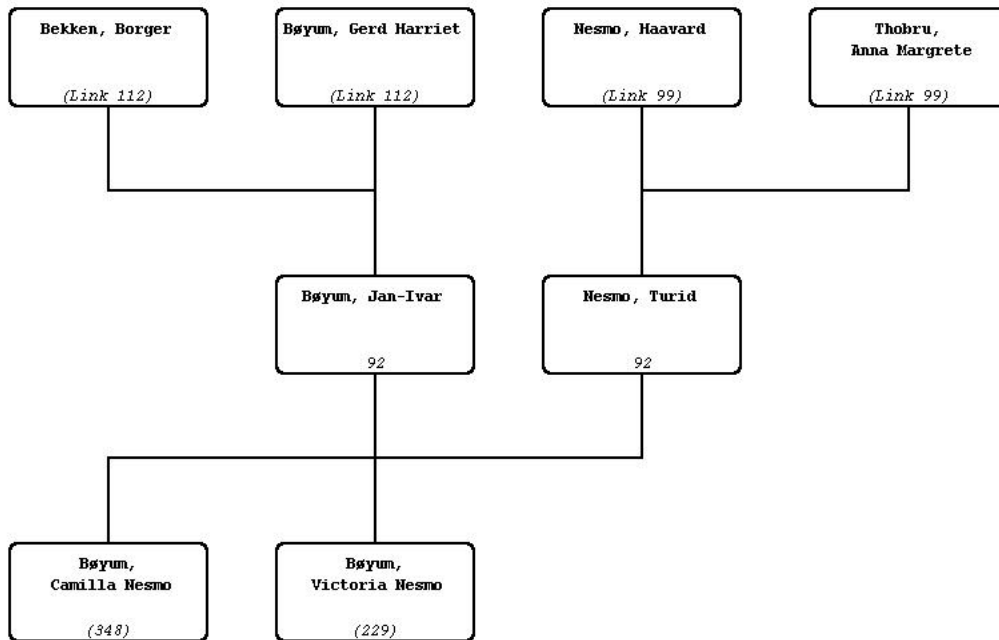 Bekken, Borger
(Link 112)
Bøyum, Gerd Harriet
(Link 112)
Nesmo, Haavard
(Link 99)
Thobru,
Anna Margrete
(Link 99)
Bøyum, Jan-Ivar
92
Nesmo, Turid
92
Bøyum,
Camilla Nesmo
(348)
Bøyum,
Victoria Nesmo
(229)